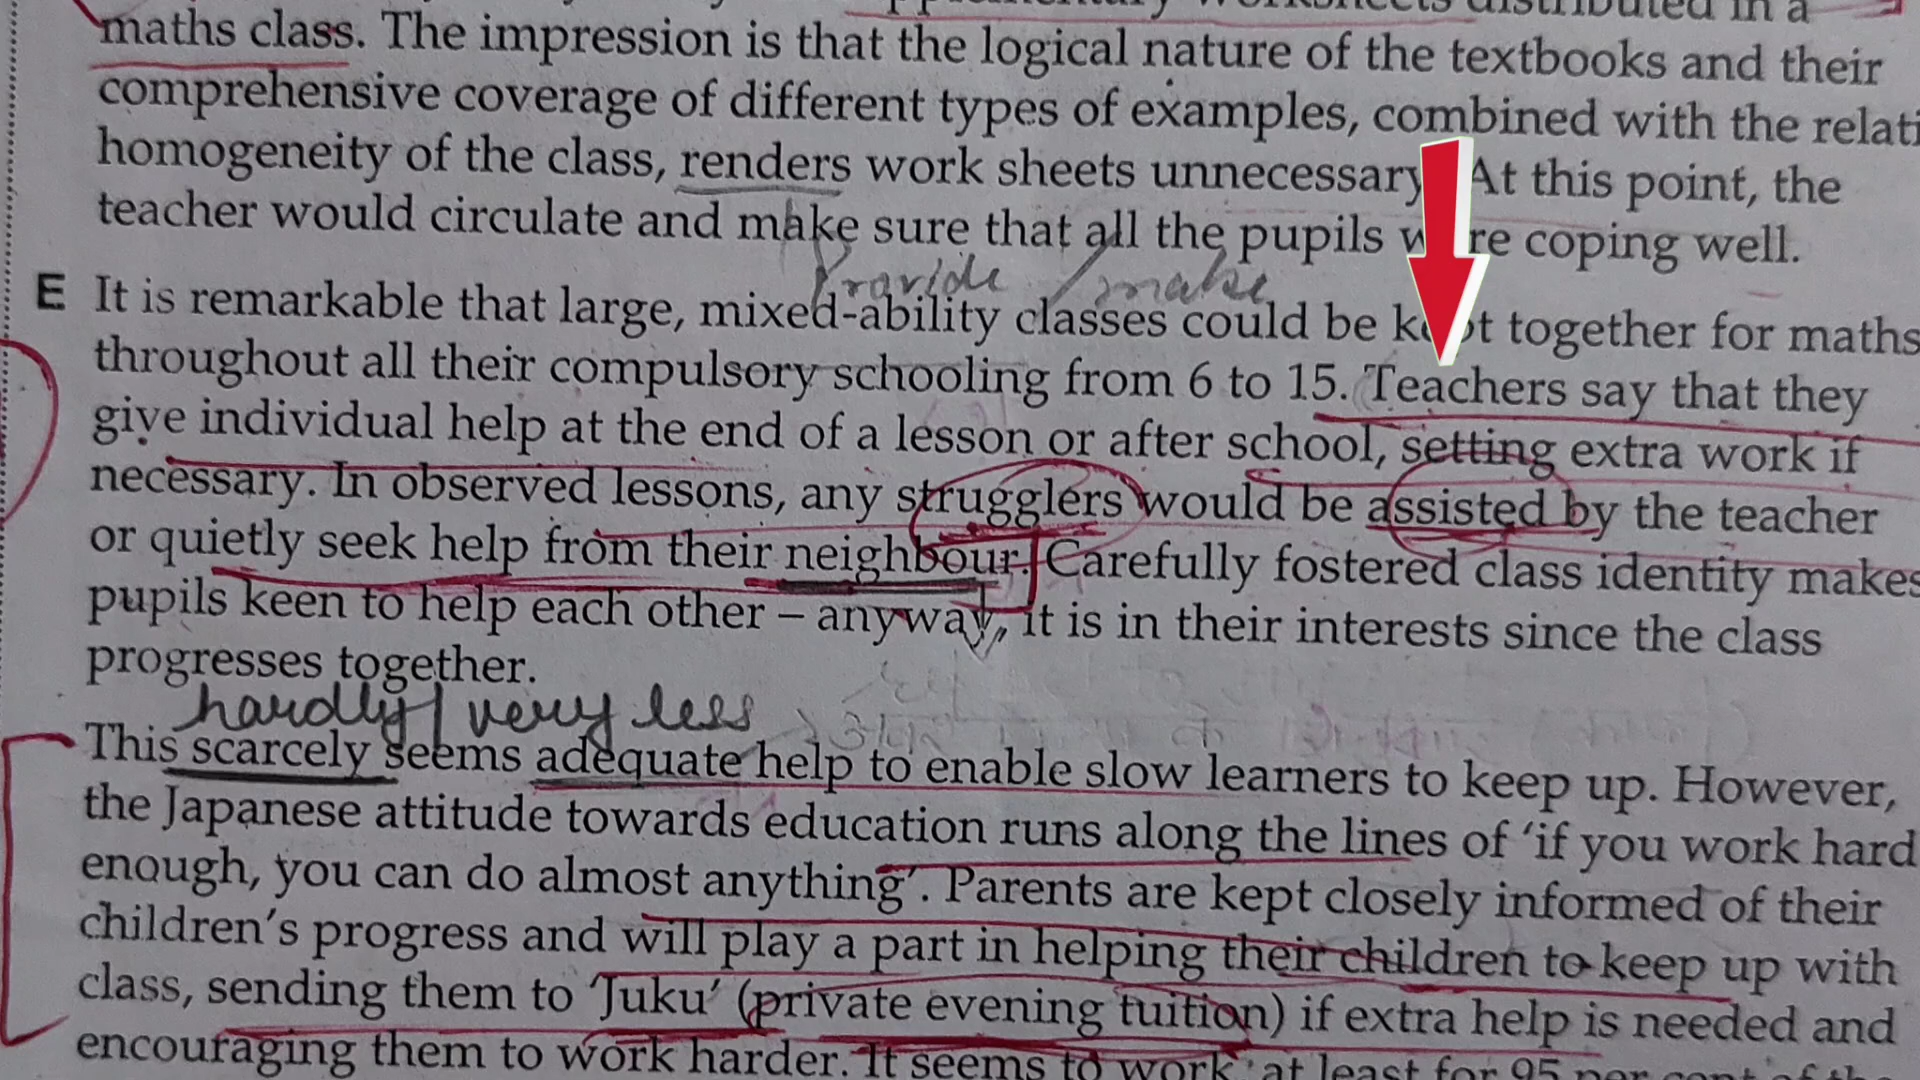 distributed in a
maths class. The impression is that the logical nature of the textbooks and their
comprehensive coverage of different types of examples, combined with the relati
homogeneity of the class, renders work sheets unnecessary. At this point, the
teacher would circulate and make sure that all the pupils were coping well.
Provide / make
E It is remarkable that large, mixed-ability classes could be kept together for maths
throughout all their compulsory schooling from 6 to 15. Teachers say that they
give individual help at the end of a lesson or after school, setting extra work if
necessary. In observed lessons, any strugglers would be assisted by the teacher
or quietly seek help from their neighbour. Carefully fostered class identity makes
pupils keen to help each other – anyway, it is in their interests since the class
progresses together.
hardly / very less
This scarcely seems adequate help to enable slow learners to keep up. However,
the Japanese attitude towards education runs along the lines of ‘if you work hard
enough, you can do almost anything’. Parents are kept closely informed of their
children’s progress and will play a part in helping their children to keep up with
class, sending them to ‘Juku’ (private evening tuition) if extra help is needed and
encouraging them to work harder. It seems to work, at least for 95 per cent of the